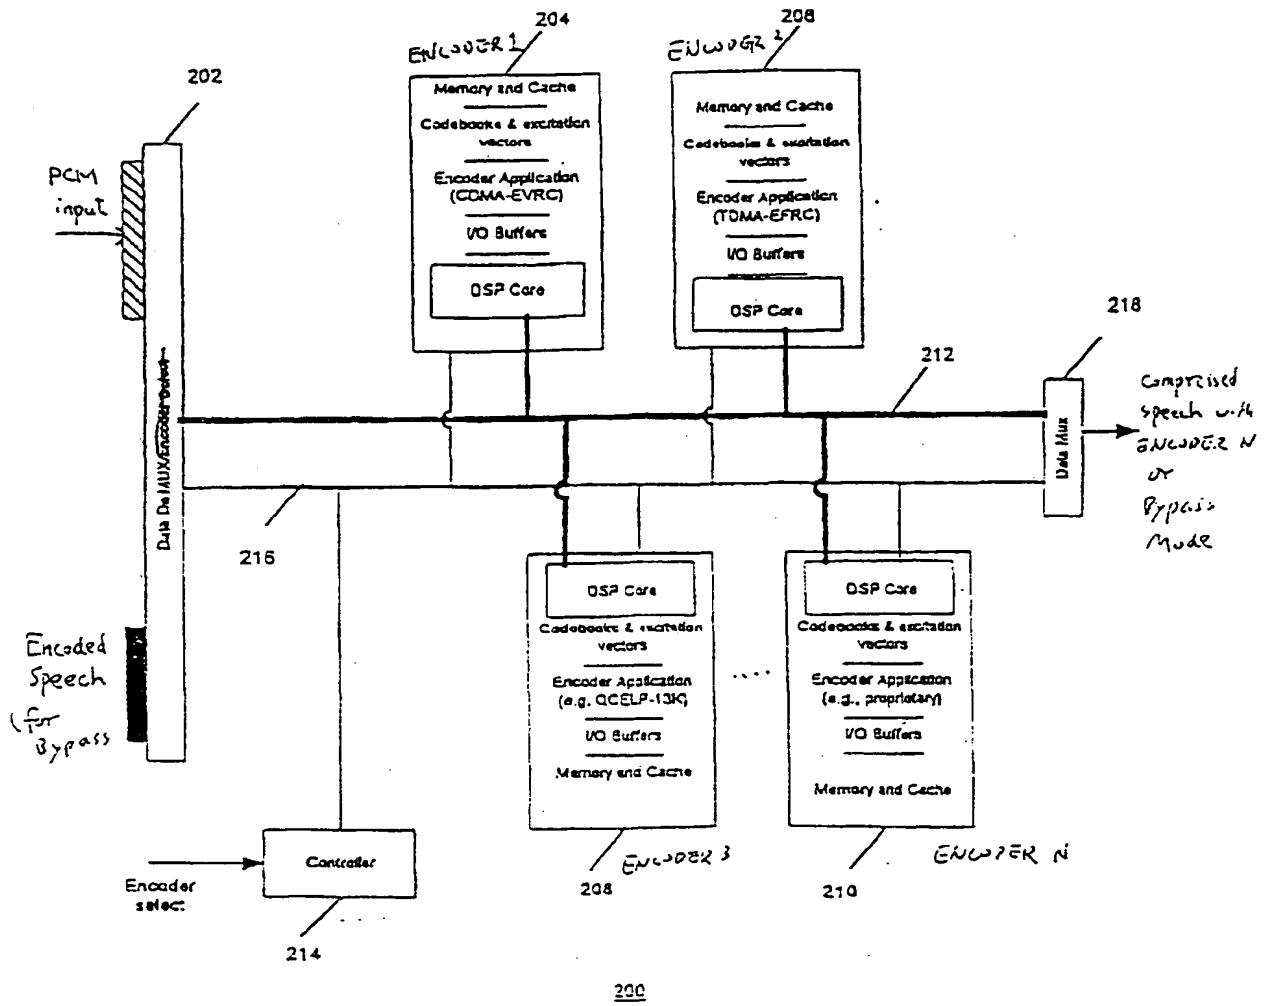 204
208
ENCODER 1
ENCODER 2
202
Memory and Cache
Codebooks & excitation
vectors
Encoder Application
(CDMA-EVRC)
I/O Buffers
DSP Core
Memory and Cache
Codebooks & excitation
vectors
Encoder Application
(TDMA-EFRC)
I/O Buffers
DSP Core
PCM
input
218
212
Data De MUX/Encoder
Data Mux
Comprised
speech with
ENCODER N
or
Bypass
Mode
216
DSP Core
Codebooks & excitation
vectors
Encoder Application
(e.g. QCELP-13K)
I/O Buffers
Memory and Cache
....
DSP Core
Codebooks & excitation
vectors
Encoder Application
(e.g., proprietary)
I/O Buffers
Memory and Cache
Encoded
Speech
(for
Bypass
Controller
Encoder
select
214
ENCODER 3
208
ENCODER N
210
200